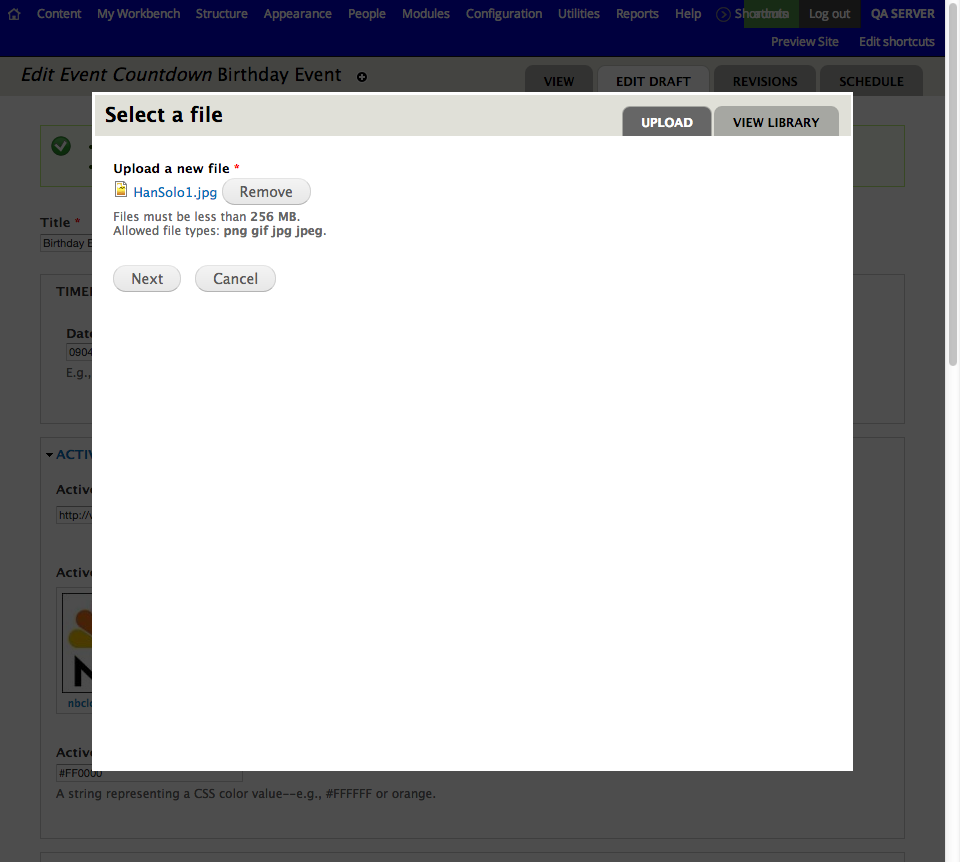 Content My Workbench Structure Appearance People Modules Configuration Utilities Reports Help Log out QA SERVER
Preview Site Edit shortcuts
Edit Event Countdown Birthday Event
VIEW EDIT DRAFT REVISIONS SCHEDULE
Select a file
UPLOAD VIEW LIBRARY
Upload a new file *
HanSolo1.jpg Remove
Files must be less than 256 MB.
Allowed file types: png gif jpg jpeg.
Next Cancel
Title *
Birthday E
TIME
Date
0904
E.g.,
ACTIV
Active
http://
Active
N
nbcl
Active
#FF0000
A string representing a CSS color value--e.g., #FFFFFF or orange.